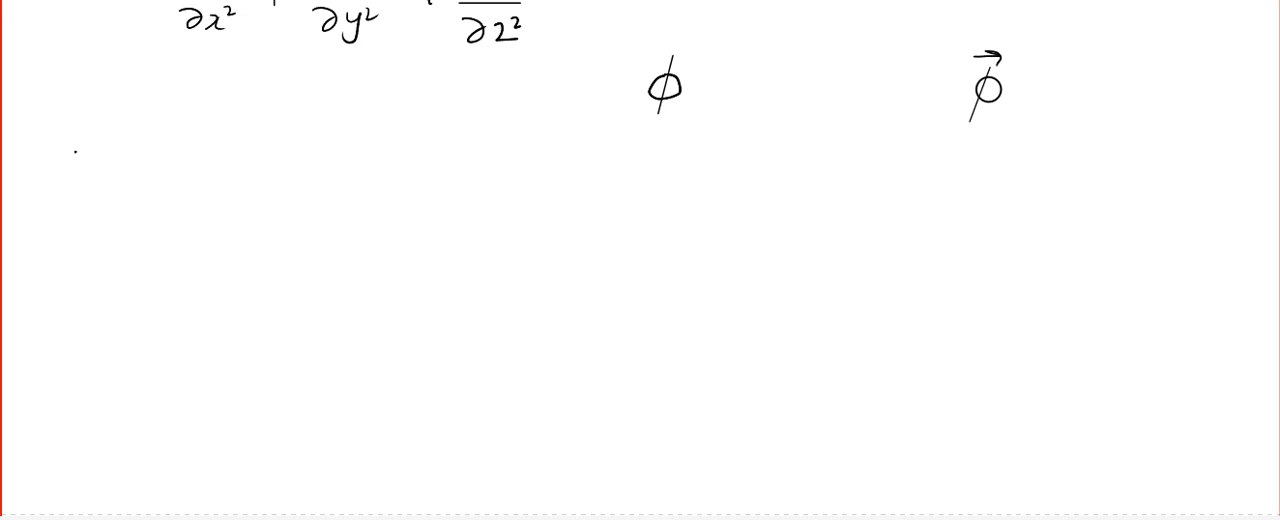 ∂x² + ∂y² + ∂z²
ϕ ϕ⃗